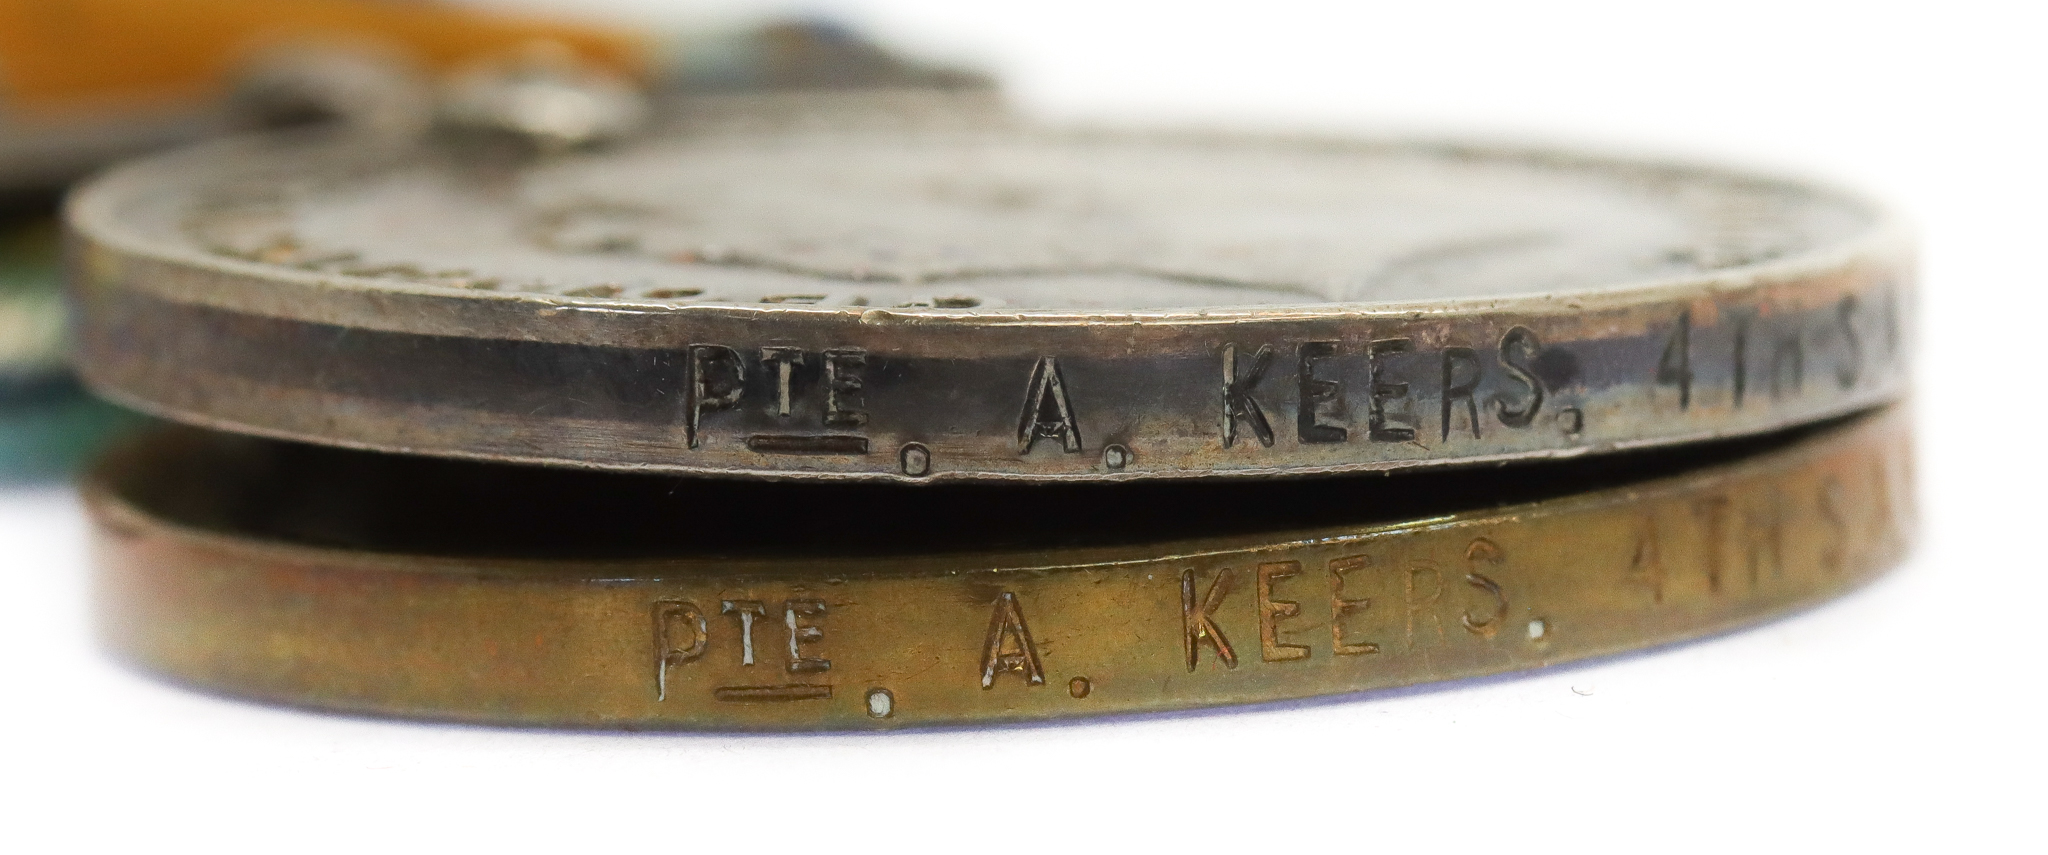 PTE. A. KEERS. 4TH S
PTE. A. KEERS. 4TH S